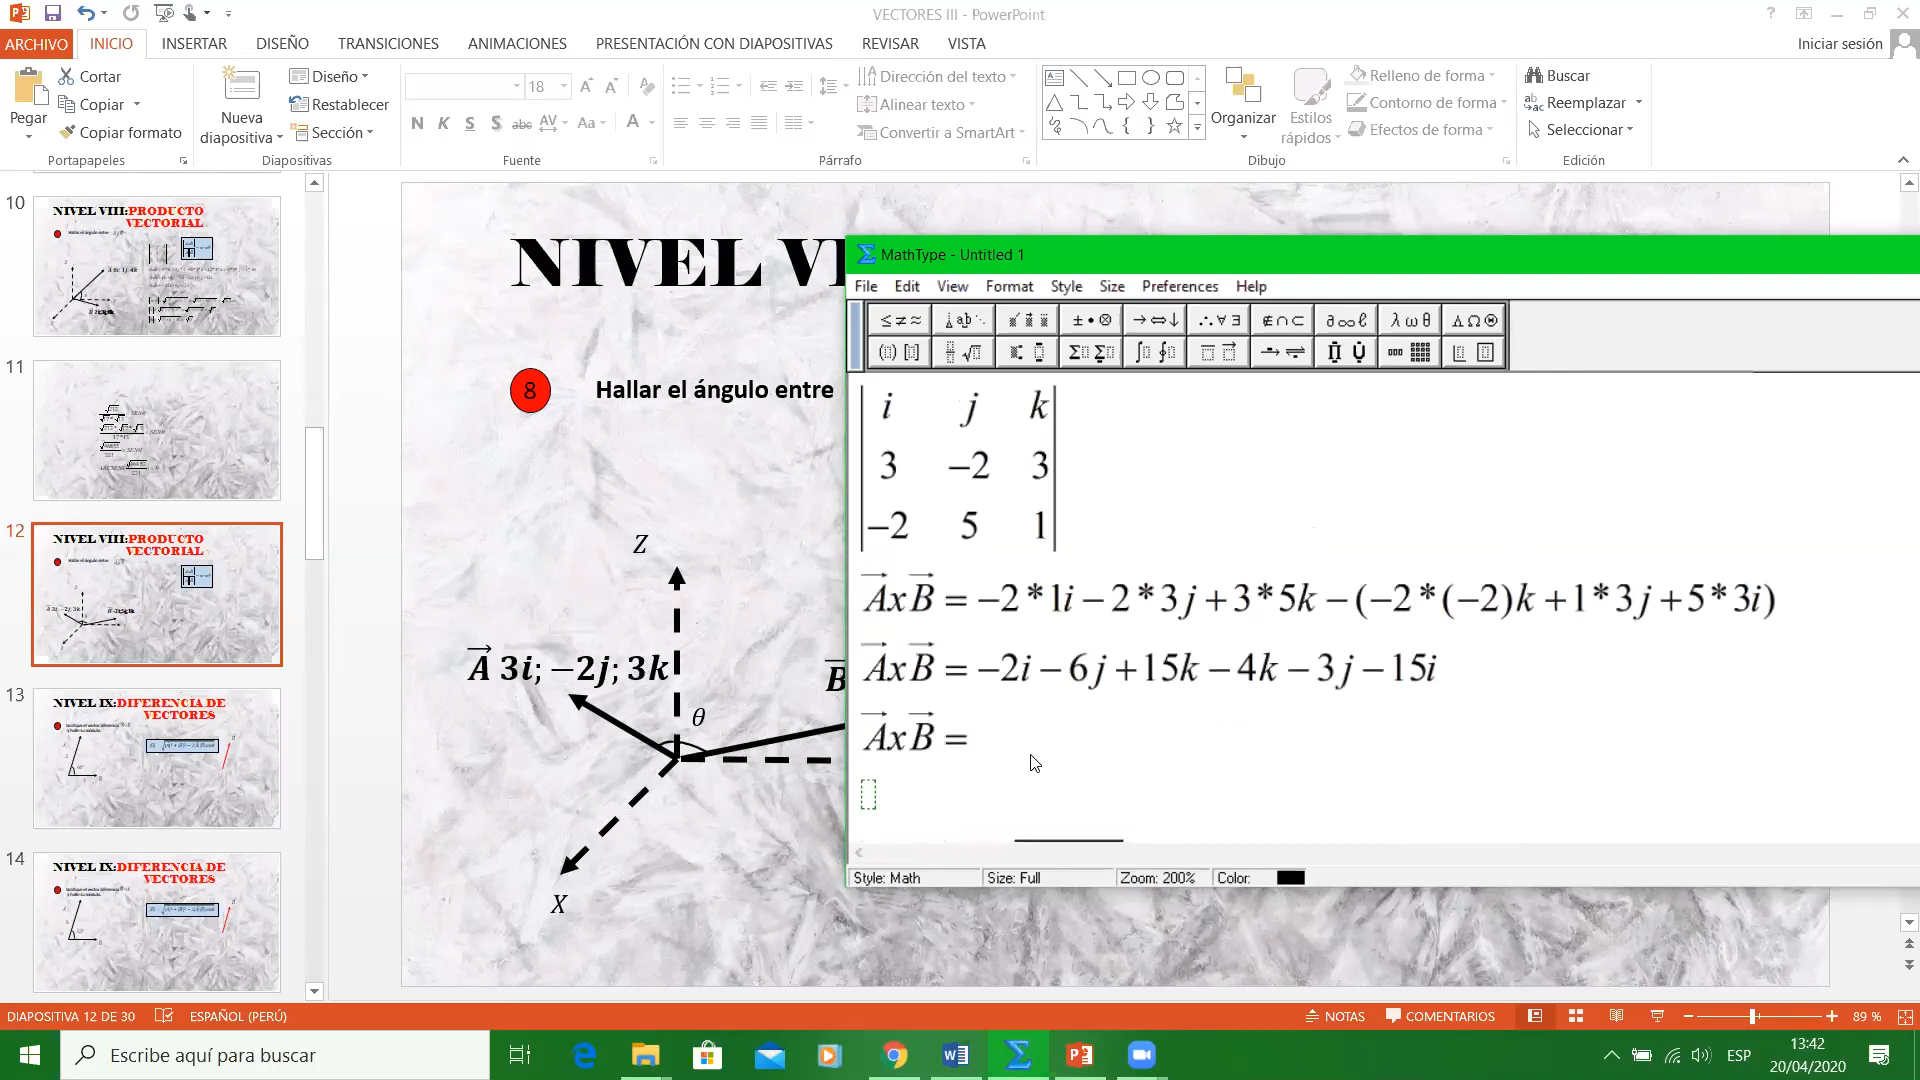 VECTORES III - PowerPoint
ARCHIVO INICIO INSERTAR DISEÑO TRANSICIONES ANIMACIONES PRESENTACIÓN CON DIAPOSITIVAS REVISAR VISTA Iniciar sesión
Pegar
Cortar
Copiar
Copiar formato
Portapapeles
Nueva diapositiva
Diseño
Restablecer
Sección
Diapositivas
18
N K S S abc AV Aa A
Fuente
Dirección del texto
Alinear texto
Convertir a SmartArt
Párrafo
Organizar
Estilos rápidos
Relleno de forma
Contorno de forma
Efectos de forma
Dibujo
Buscar
Reemplazar
Seleccionar
Edición
10
NIVEL VIII:PRODUCTO
VECTORIAL
11
12
NIVEL VIII:PRODUCTO
VECTORIAL
13
NIVEL IX:DIFERENCIA DE
VECTORES
14
NIVEL IX:DIFERENCIA DE
VECTORES
NIVEL VI
8 Hallar el ángulo entre
Z
A 3i; −2j; 3k
B
θ
X
MathType - Untitled 1
File Edit View Format Style Size Preferences Help
i j k
3 −2 3
−2 5 1
AxB = −2*1i − 2*3j + 3*5k − (−2*(−2)k + 1*3j + 5*3i)
AxB = −2i − 6j + 15k − 4k − 3j − 15i
AxB =
Style: Math Size: Full Zoom: 200% Color:
DIAPOSITIVA 12 DE 30 ESPAÑOL (PERÚ) NOTAS COMENTARIOS 89 %
Escribe aquí para buscar
ESP
13:42
20/04/2020